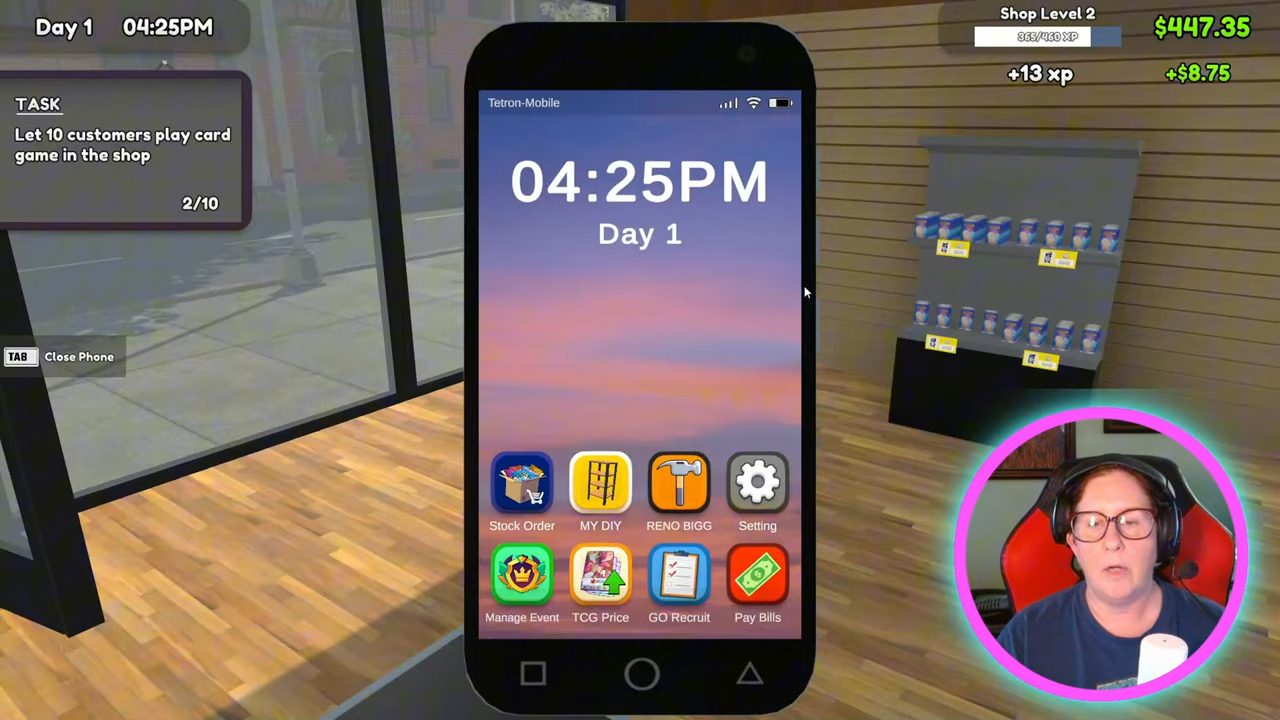 Day 1 04:25PM
Shop Level 2
365/460 XP
$447.35
+13 xp
+$8.75
TASK
Let 10 customers play card
game in the shop
2/10
TAB Close Phone
Tetron-Mobile
04:25PM
Day 1
Stock Order
MY DIY
RENO BIGG
Setting
Manage Event
TCG Price
GO Recruit
Pay Bills